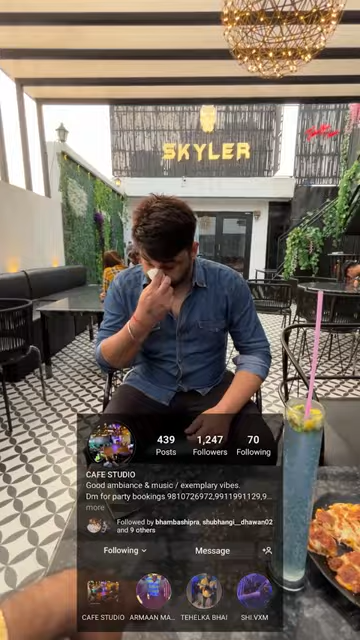 SKYLER
439 1,247 70
Posts Followers Following
CAFE STUDIO
Good ambiance & music / exemplary vibes.
Dm for party bookings 9810726972,9911991129,9...
more
Followed by bhambashipra, shubhangi__dhawan02
and 9 others
Following Message
CAFE STUDIO ARMAAN MA... TEHELKA BHAI SHI.VXM